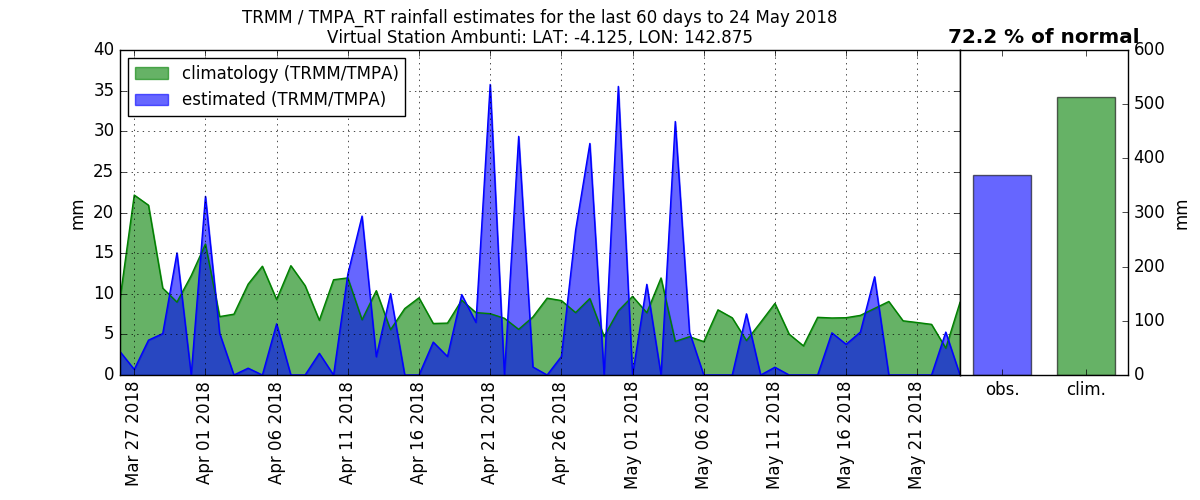 TRMM / TMPA_RT rainfall estimates for the last 60 days to 24 May 2018
Virtual Station Ambunti: LAT: -4.125, LON: 142.875
72.2 % of normal
climatology (TRMM/TMPA)
estimated (TRMM/TMPA)
mm
40
35
30
25
20
15
10
5
0
Mar 27 2018
Apr 01 2018
Apr 06 2018
Apr 11 2018
Apr 16 2018
Apr 21 2018
Apr 26 2018
May 01 2018
May 06 2018
May 11 2018
May 16 2018
May 21 2018
obs.
clim.
600
500
400
300
200
100
0
mm